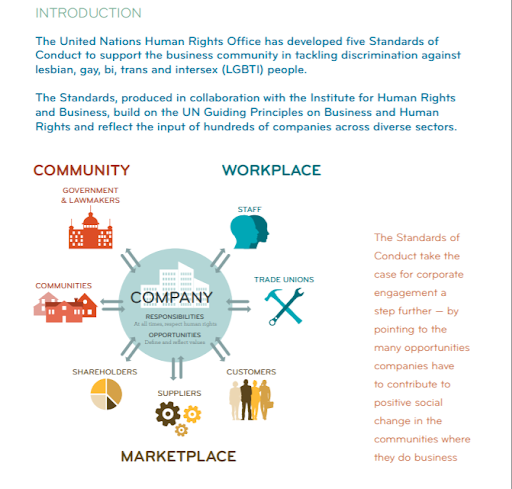 INTRODUCTION
The United Nations Human Rights Office has developed five Standards of
Conduct to support the business community in tackling discrimination against
lesbian, gay, bi, trans and intersex (LGBTI) people.
The Standards, produced in collaboration with the Institute for Human Rights
and Business, build on the UN Guiding Principles on Business and Human
Rights and reflect the input of hundreds of companies across diverse sectors.
COMMUNITY
WORKPLACE
GOVERNMENT
& LAWMAKERS
STAFF
COMMUNITIES
TRADE UNIONS
COMPANY
RESPONSIBILITIES
At all times, respect human rights
OPPORTUNITIES
Define and reflect values
SHAREHOLDERS
SUPPLIERS
CUSTOMERS
MARKETPLACE
The Standards of
Conduct take the
case for corporate
engagement a
step further – by
pointing to the
many opportunities
companies have
to contribute to
positive social
change in the
communities where
they do business